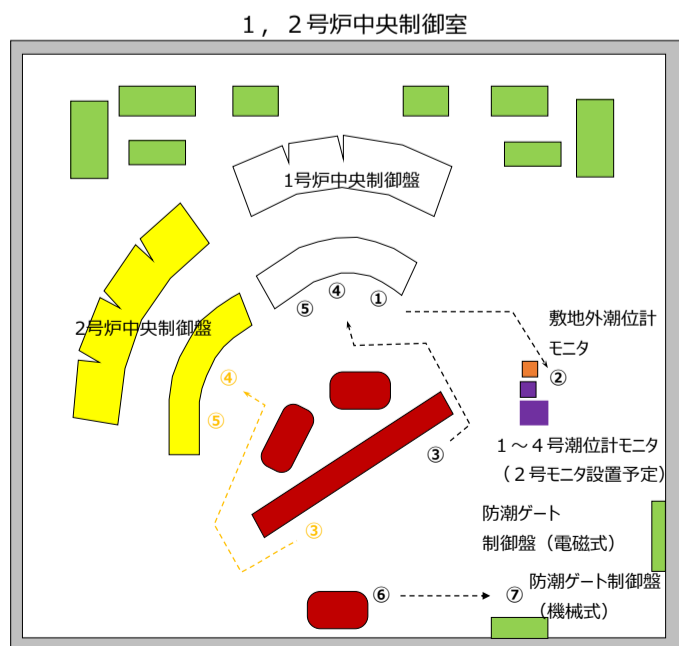 １，２号炉中央制御室
1号炉中央制御盤
2号炉中央制御盤
⑤
④
①
敷地外潮位計
モニタ
②
④
⑤
③
③
１～４号潮位計モニタ
（２号モニタ設置予定）
防潮ゲート
制御盤（電磁式）
⑥
⑦
防潮ゲート制御盤
（機械式）